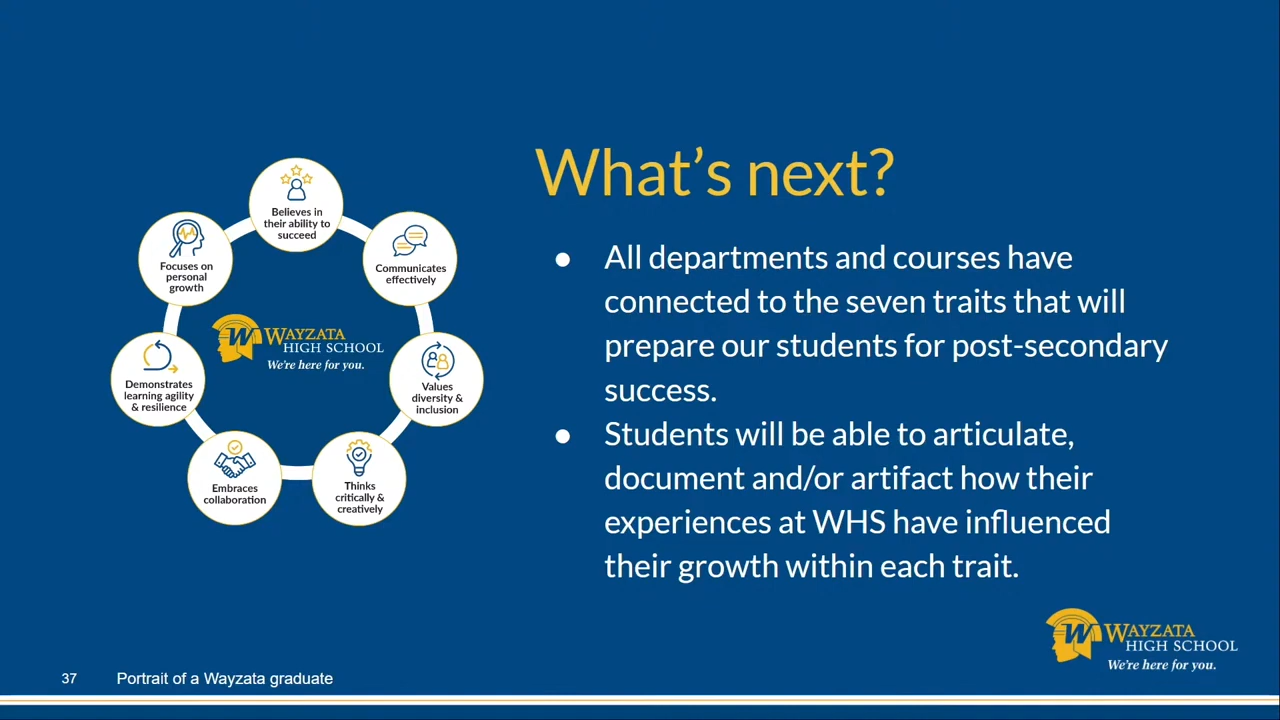 What's next?
● All departments and courses have
connected to the seven traits that will
prepare our students for post-secondary
success.
● Students will be able to articulate,
document and/or artifact how their
experiences at WHS have influenced
their growth within each trait.
Believes in
their ability to
succeed
Communicates
effectively
Values
diversity &
inclusion
Thinks
critically &
creatively
Embraces
collaboration
Demonstrates
learning agility
& resilience
Focuses on
personal
growth
W WAYZATA
HIGH SCHOOL
We're here for you.
W WAYZATA
HIGH SCHOOL
We're here for you.
37 Portrait of a Wayzata graduate